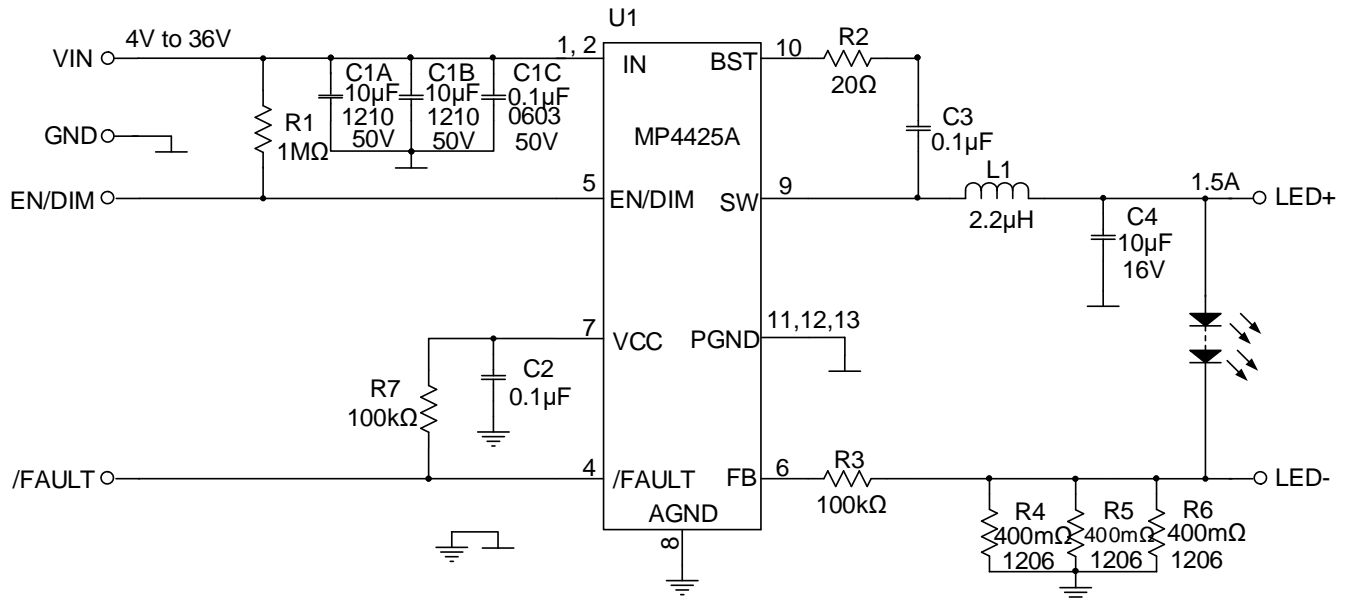 U1
VIN
4V to 36V
1, 2
IN
BST
10
R2
20Ω
C1A
10µF
1210
50V
C1B
10µF
1210
50V
C1C
0.1µF
0603
50V
R1
1MΩ
GND
MP4425A
C3
0.1µF
EN/DIM
5
EN/DIM
SW
9
L1
2.2µH
1.5A
LED+
C4
10µF
16V
7
VCC
PGND
11,12,13
C2
0.1µF
R7
100kΩ
/FAULT
4
/FAULT
FB
6
R3
100kΩ
LED-
AGND
8
R4
400mΩ
1206
R5
400mΩ
1206
R6
400mΩ
1206